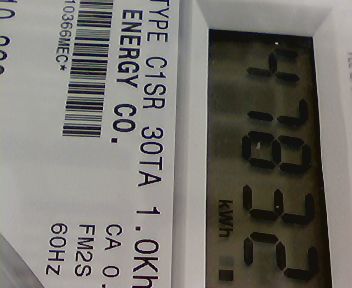 47832
kWh
TYPE C1SR 30TA 1.0Kh
ENERGY CO.
CA 0.
10366MEC*
FM2S
60HZ